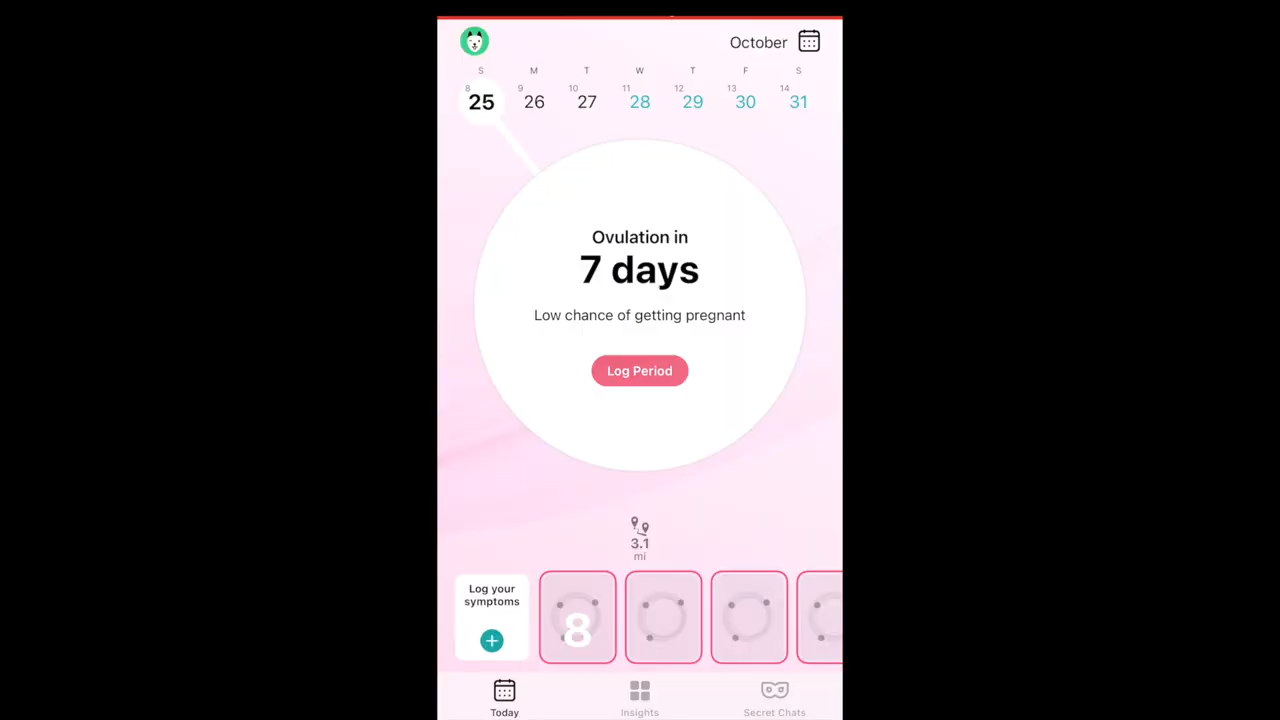 October
S M T W T F S
8 9 10 11 12 13 14
25 26 27 28 29 30 31
Ovulation in
7 days
Low chance of getting pregnant
Log Period
3.1
mi
Log your
symptoms
8
Today Insights Secret Chats